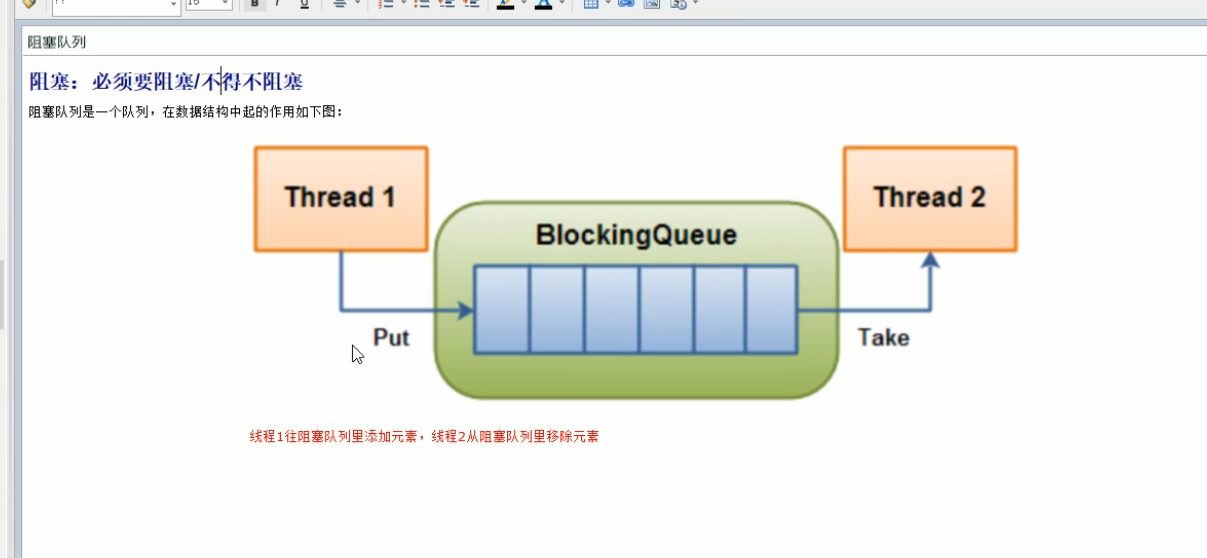 15
B I U
阻塞队列
阻塞：必须要阻塞/不得不阻塞
阻塞队列是一个队列，在数据结构中起的作用如下图：
Thread 1
Thread 2
BlockingQueue
Put
Take
线程1往阻塞队列里添加元素，线程2从阻塞队列里移除元素